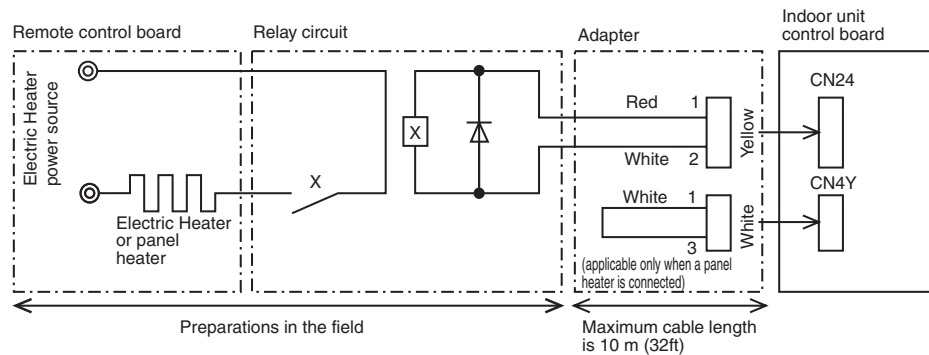 Remote control board
Relay circuit
Adapter
Indoor unit
control board
Electric Heater
power source
Electric Heater
or panel
heater
X
X
Red 1
White 2
Yellow
CN24
White 1
3
White
CN4Y
(applicable only when a panel
heater is connected)
Preparations in the field
Maximum cable length
is 10 m (32ft)